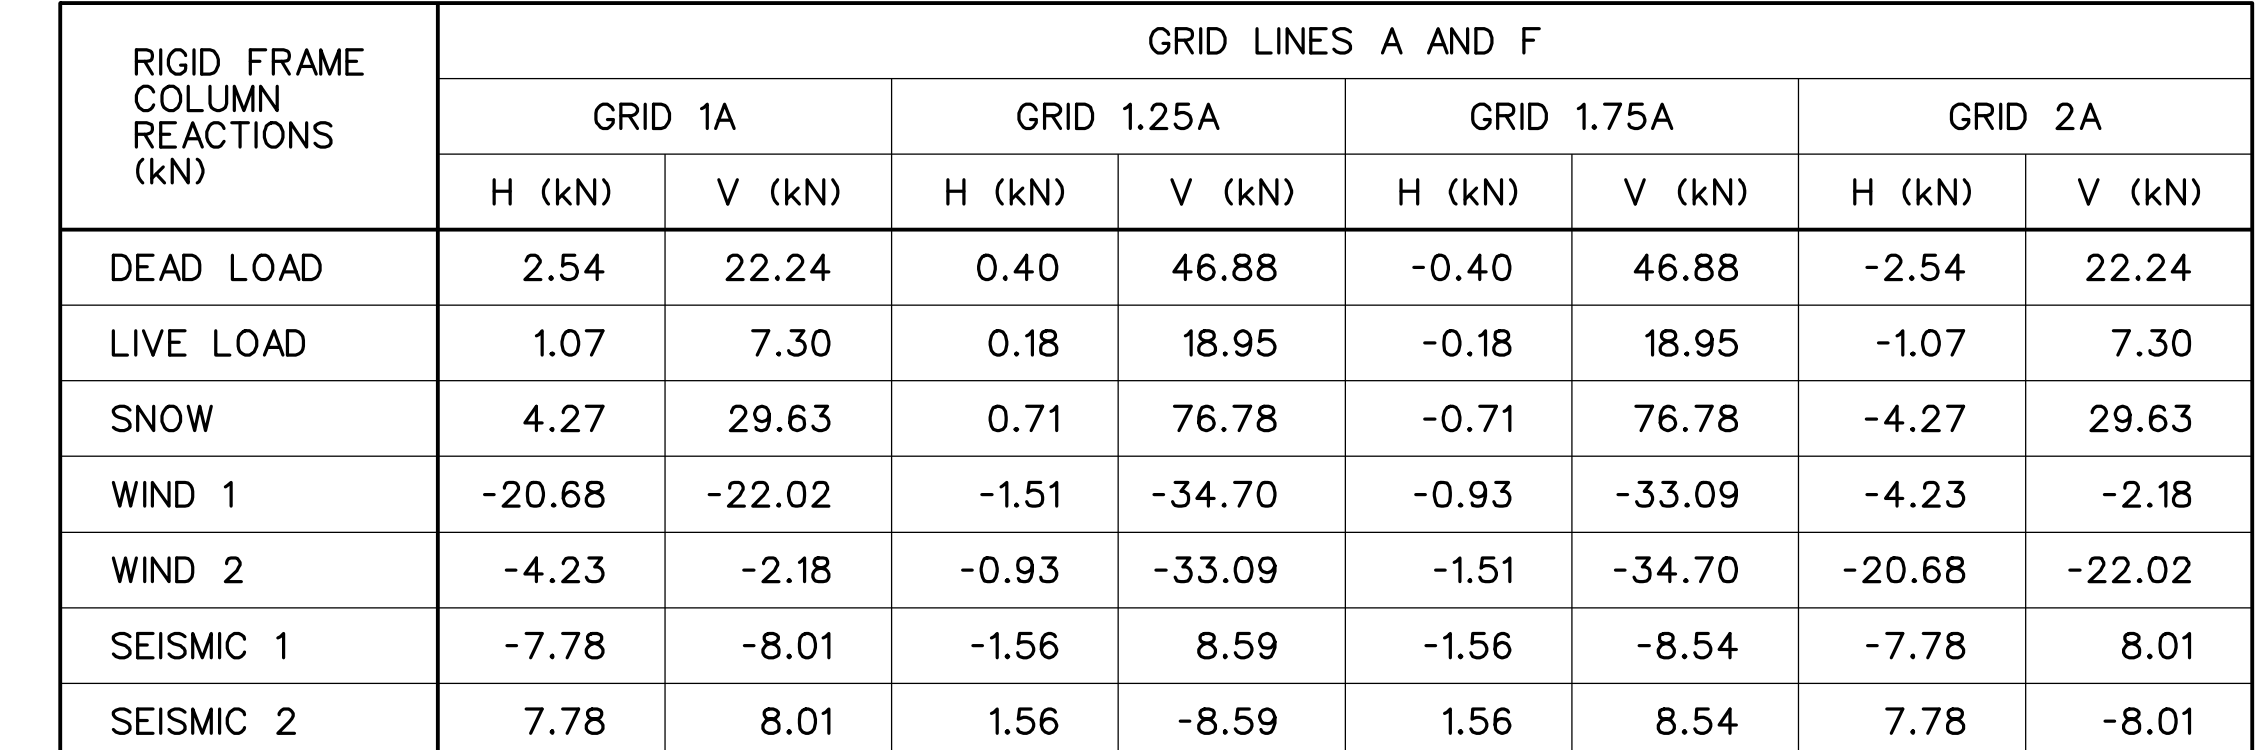 RIGID FRAME
COLUMN
REACTIONS
(kN)
GRID LINES A AND F
GRID 1A GRID 1.25A GRID 1.75A GRID 2A
H (kN) V (kN) H (kN) V (kN) H (kN) V (kN) H (kN) V (kN)
DEAD LOAD 2.54 22.24 0.40 46.88 -0.40 46.88 -2.54 22.24
LIVE LOAD 1.07 7.30 0.18 18.95 -0.18 18.95 -1.07 7.30
SNOW 4.27 29.63 0.71 76.78 -0.71 76.78 -4.27 29.63
WIND 1 -20.68 -22.02 -1.51 -34.70 -0.93 -33.09 -4.23 -2.18
WIND 2 -4.23 -2.18 -0.93 -33.09 -1.51 -34.70 -20.68 -22.02
SEISMIC 1 -7.78 -8.01 -1.56 8.59 -1.56 -8.54 -7.78 8.01
SEISMIC 2 7.78 8.01 1.56 -8.59 1.56 8.54 7.78 -8.01